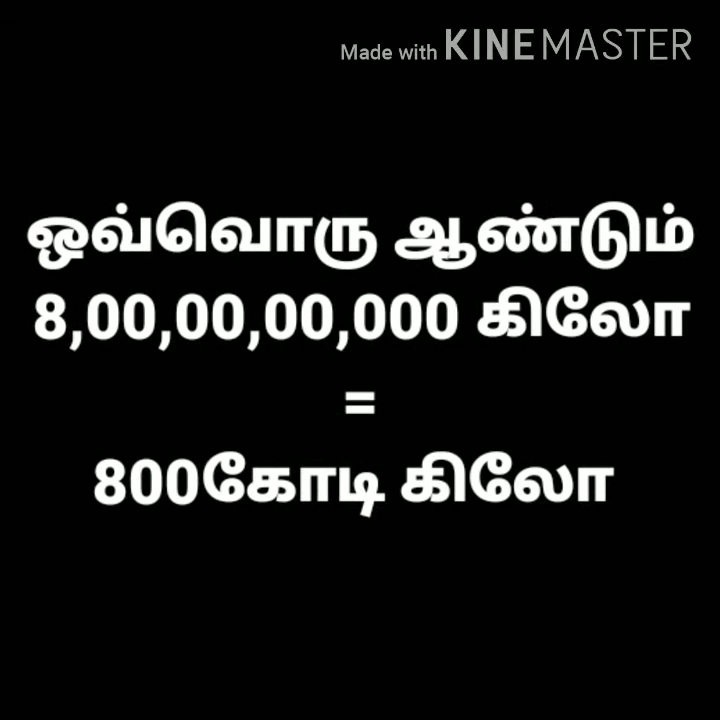 Made with KINEMASTER
ஒவ்வொரு ஆண்டும்
8,00,00,00,000 கிலோ
=
800கோடி கிலோ